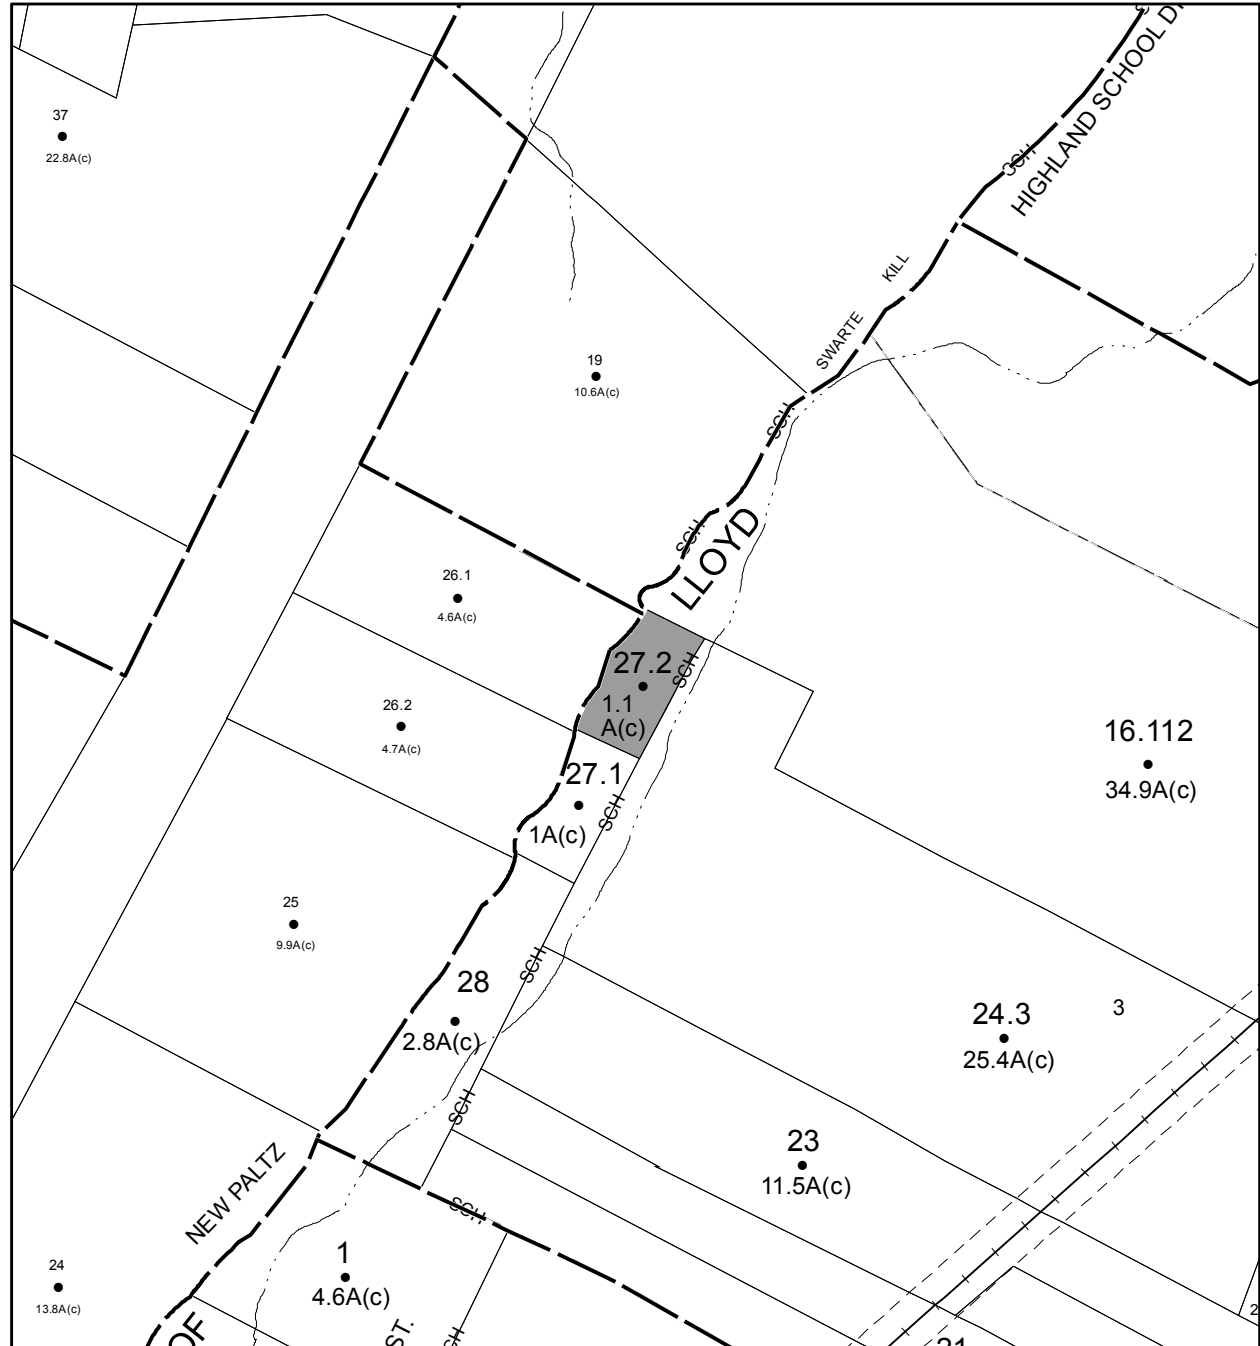 HIGHLAND SCHOOL DI
SCH
37
22.8A(c)
KILL
SWARTE
19
10.6A(c)
SCH
SCH
LLOYD
26.1
4.6A(c)
27.2
SCH
1.1
A(c)
26.2
4.7A(c)
16.112
34.9A(c)
27.1
SCH
1A(c)
25
9.9A(c)
SCH
28
2.8A(c)
24.3
3
25.4A(c)
SCH
23
11.5A(c)
NEW PALTZ
SCH
1
4.6A(c)
24
13.8A(c)
OF
ST.
21